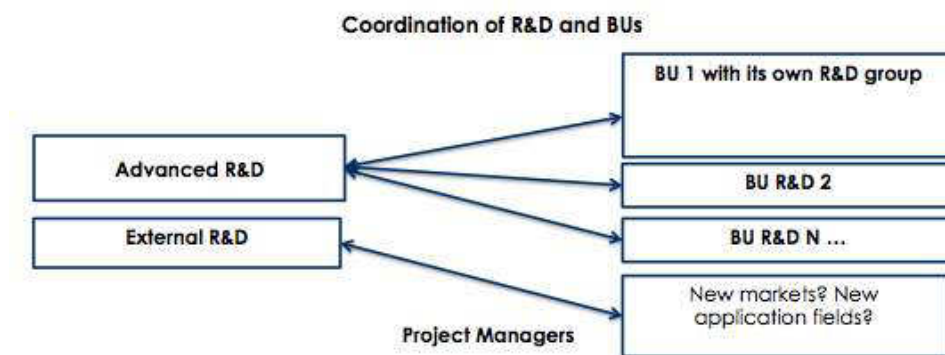 Coordination of R&D and BUs
BU 1 with its own R&D group
Advanced R&D
BU R&D 2
External R&D
BU R&D N ...
New markets? New
application fields?
Project Managers